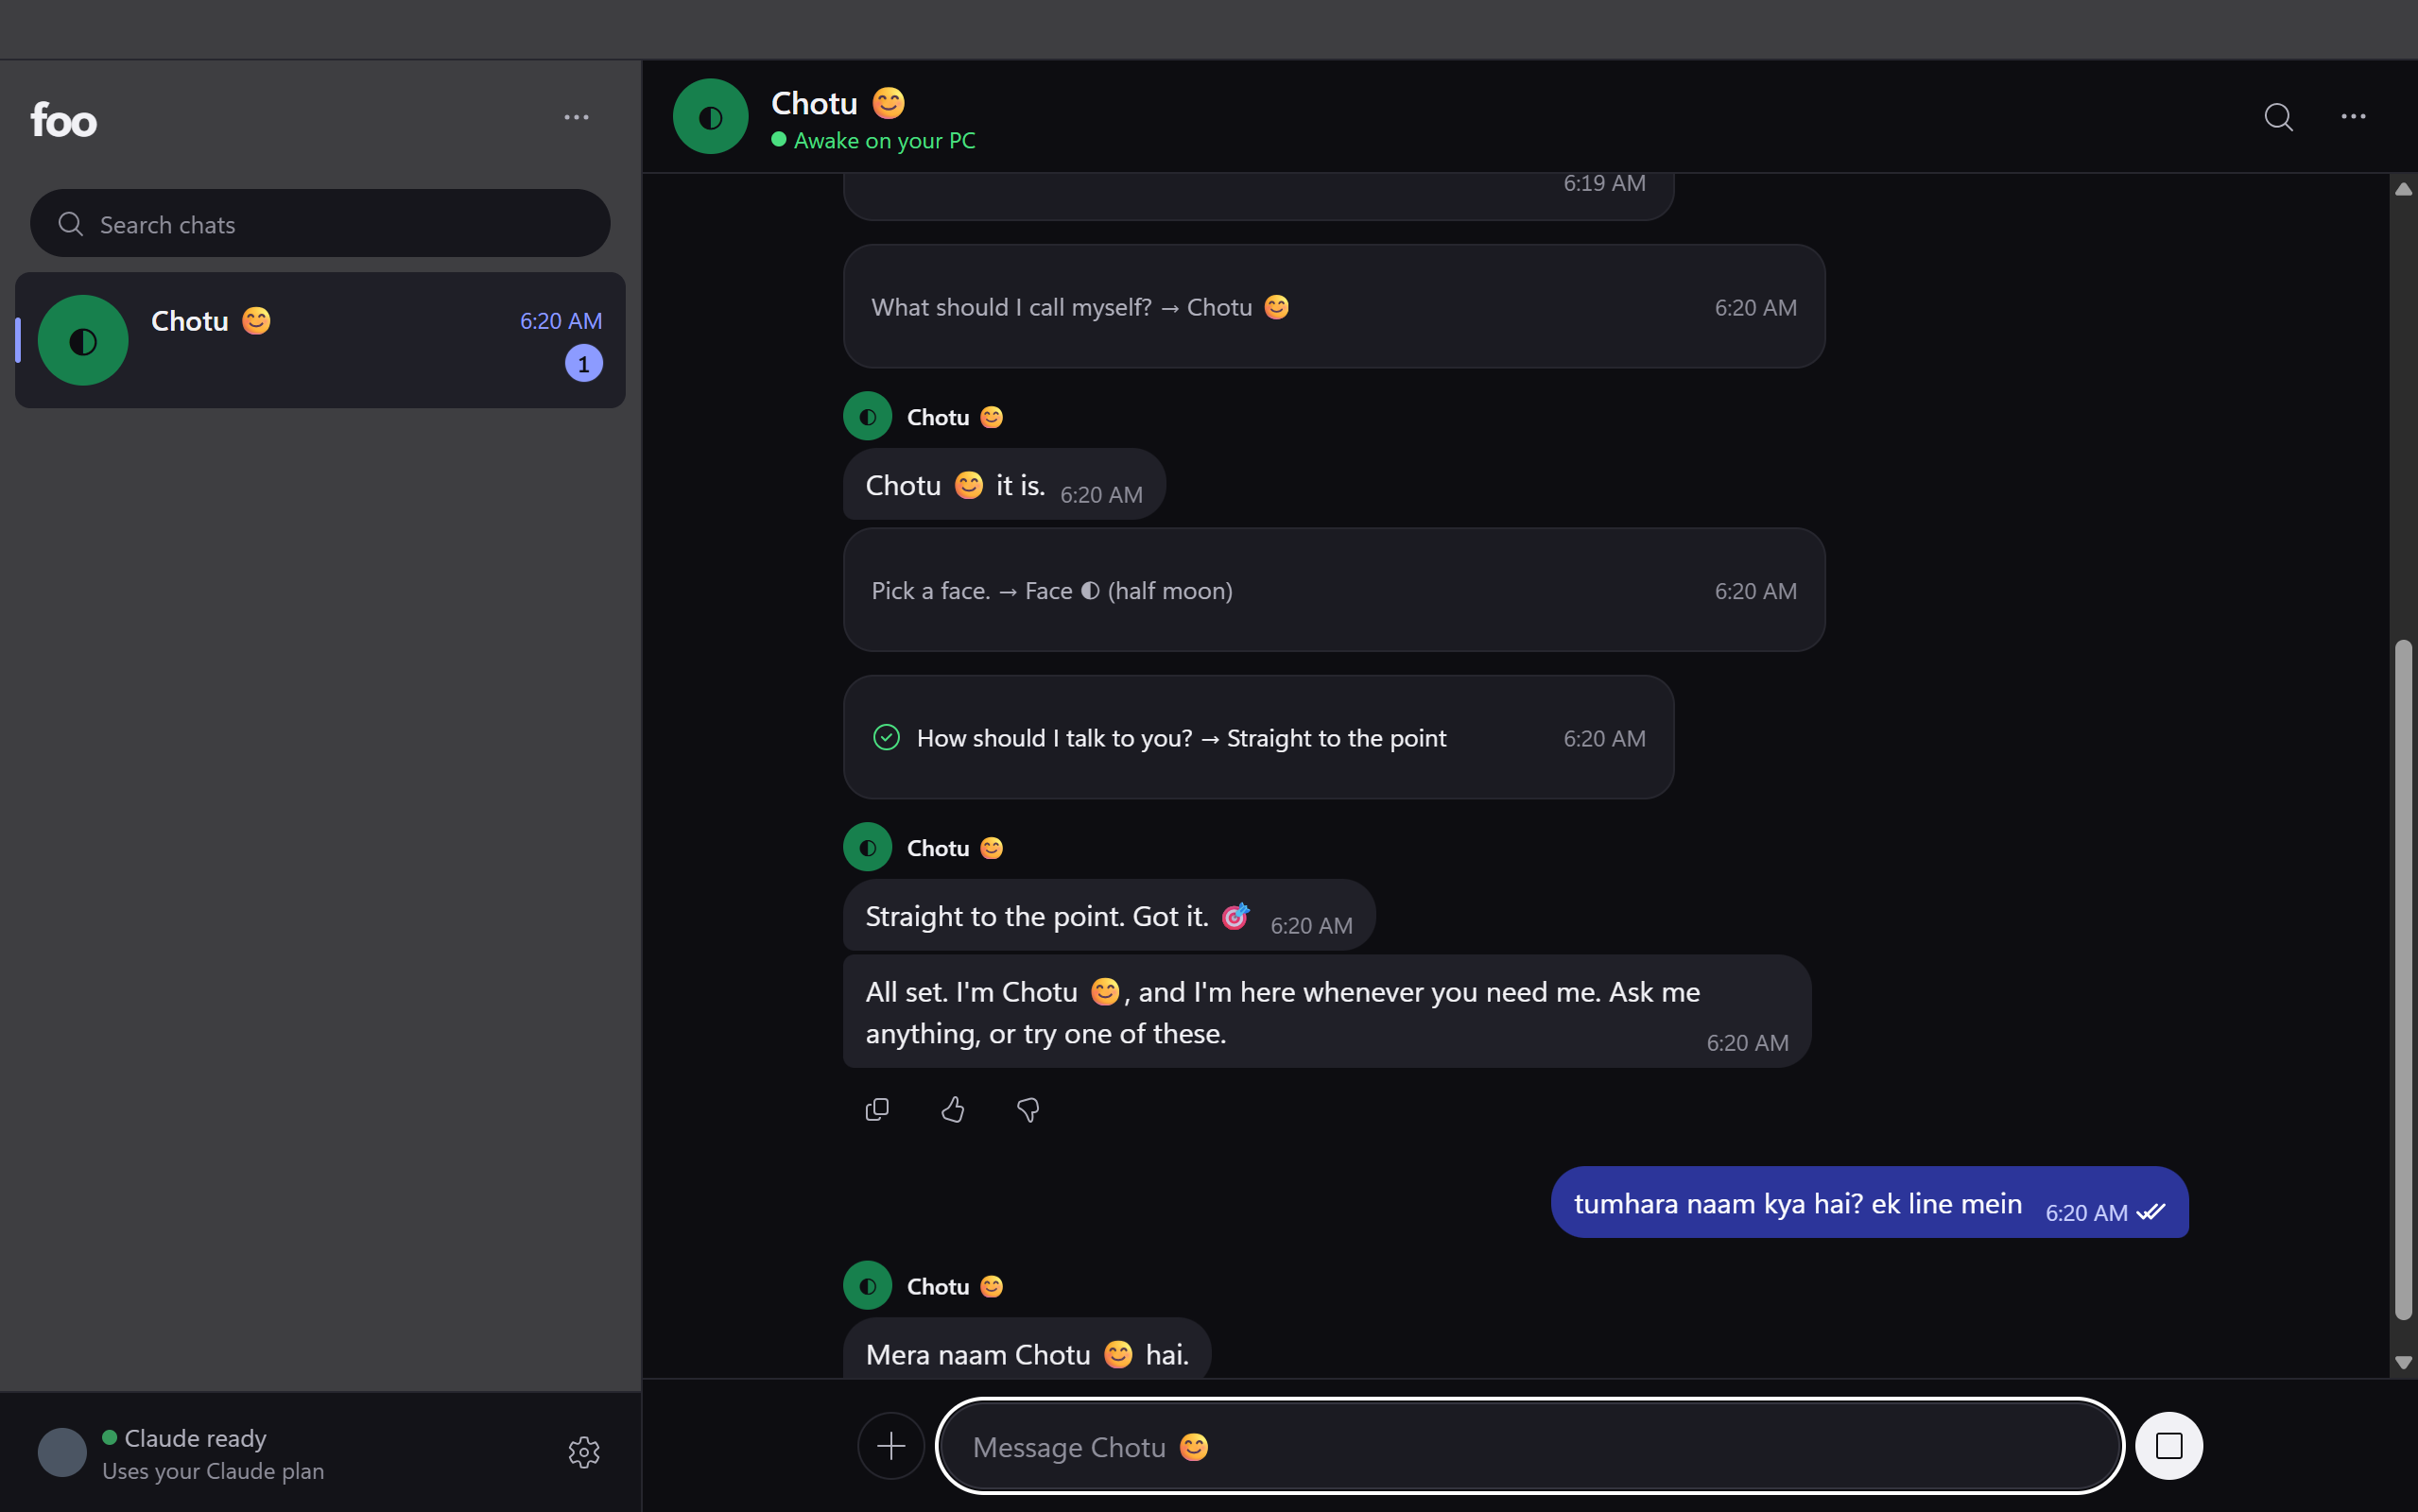 foo
Search chats
Chotu 😊
6:20 AM
1
Claude ready
Uses your Claude plan
Chotu 😊
Awake on your PC
6:19 AM
What should I call myself? → Chotu 😊 6:20 AM
Chotu 😊
Chotu 😊 it is. 6:20 AM
Pick a face. → Face ◐ (half moon) 6:20 AM
How should I talk to you? → Straight to the point 6:20 AM
Chotu 😊
Straight to the point. Got it. 🎯 6:20 AM
All set. I'm Chotu 😊, and I'm here whenever you need me. Ask me
anything, or try one of these. 6:20 AM
tumhara naam kya hai? ek line mein 6:20 AM
Chotu 😊
Mera naam Chotu 😊 hai.
Message Chotu 😊